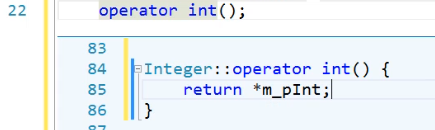 22 operator int();
83
84 Integer::operator int() {
85 return *m_pInt;
86 }
87